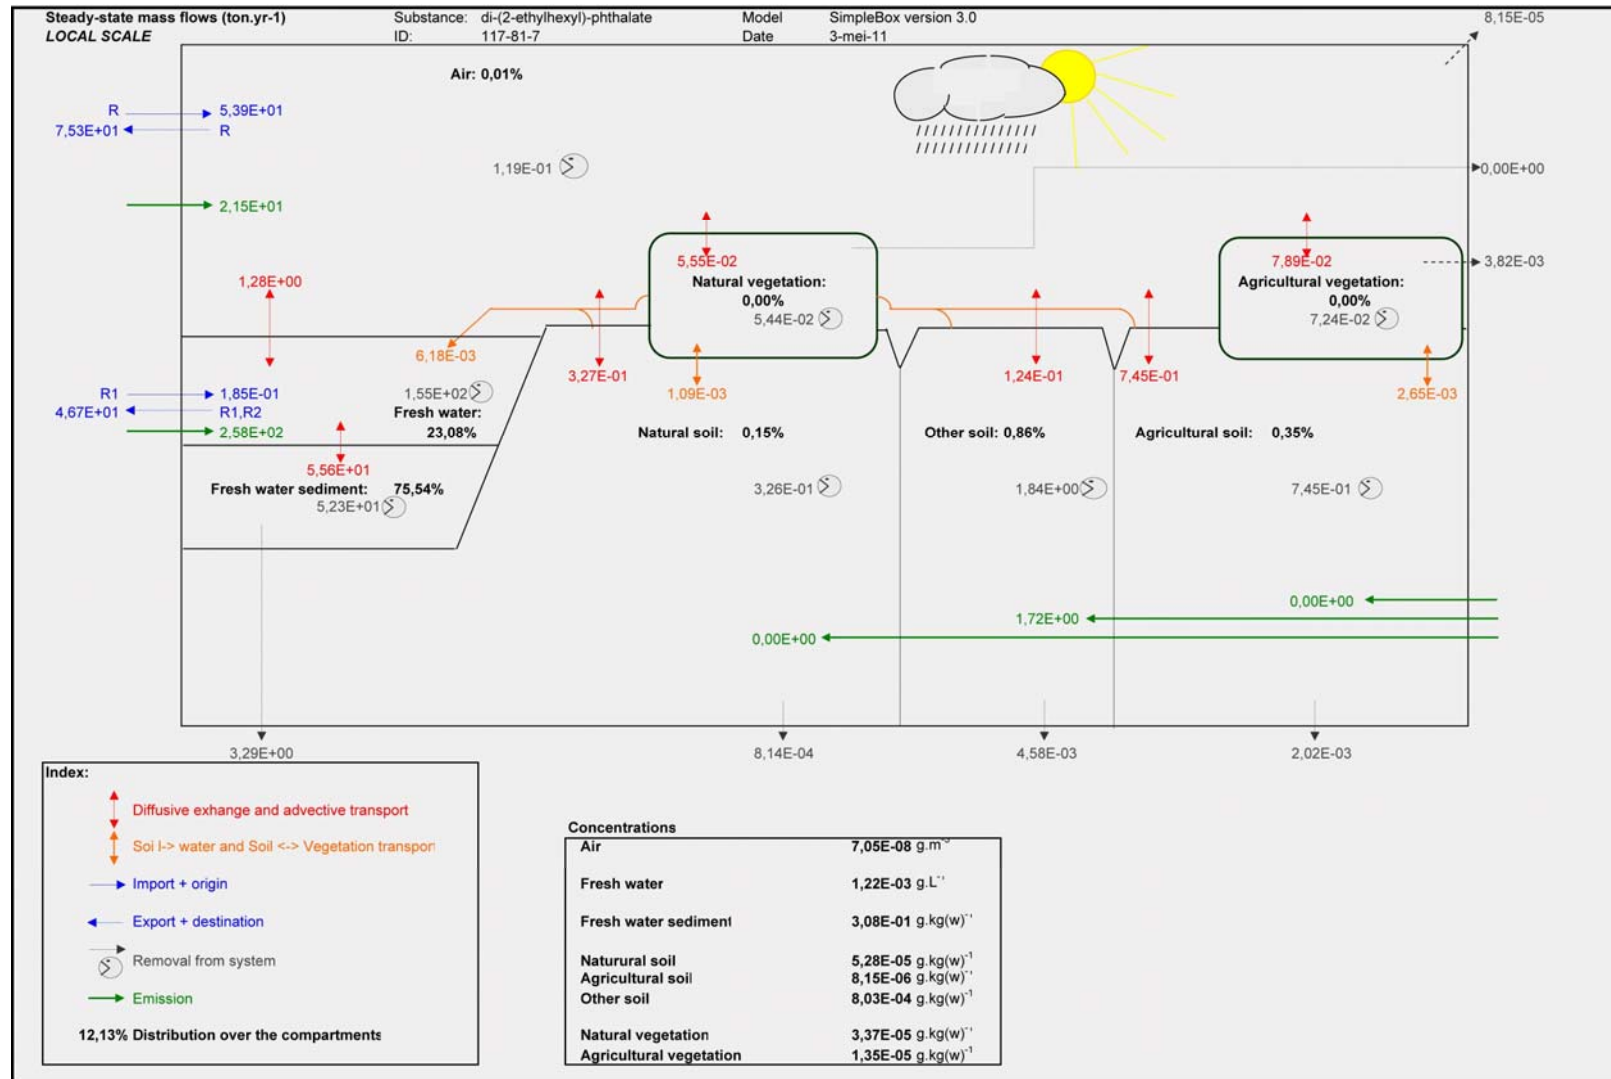 Steady-state mass flows (ton.yr-1) Substance: di-(2-ethylhexyl)-phthalate Model SimpleBox version 3.0 8,15E-05
LOCAL SCALE ID: 117-81-7 Date 3-mei-11
Air: 0,01%
R 5,39E+01
7,53E+01 R
1,19E-01 0,00E+00
2,15E+01
5,55E-02 7,89E-02 3,82E-03
1,28E+00 Natural vegetation: Agricultural vegetation:
0,00% 0,00%
5,44E-02 7,24E-02
6,18E-03
3,27E-01 1,24E-01 7,45E-01
R1 1,85E-01 1,55E+02 1,09E-03 2,65E-03
4,67E+01 R1,R2 Fresh water:
2,58E+02 23,08% Natural soil: 0,15% Other soil: 0,86% Agricultural soil: 0,35%
5,56E+01
Fresh water sediment: 75,54% 3,26E-01 1,84E+00 7,45E-01
5,23E+01
0,00E+00
1,72E+00
0,00E+00
3,29E+00 8,14E-04 4,58E-03 2,02E-03
Index:
Diffusive exhange and advective transport
Soi l-> water and Soil <-> Vegetation transport
Import + origin
Export + destination
Removal from system
Emission
12,13% Distribution over the compartments
Concentrations
Air 7,05E-08 g.m-3
Fresh water 1,22E-03 g.L-1
Fresh water sediment 3,08E-01 g.kg(w)-1
Naturural soil 5,28E-05 g.kg(w)-1
Agricultural soil 8,15E-06 g.kg(w)-1
Other soil 8,03E-04 g.kg(w)-1
Natural vegetation 3,37E-05 g.kg(w)-1
Agricultural vegetation 1,35E-05 g.kg(w)-1